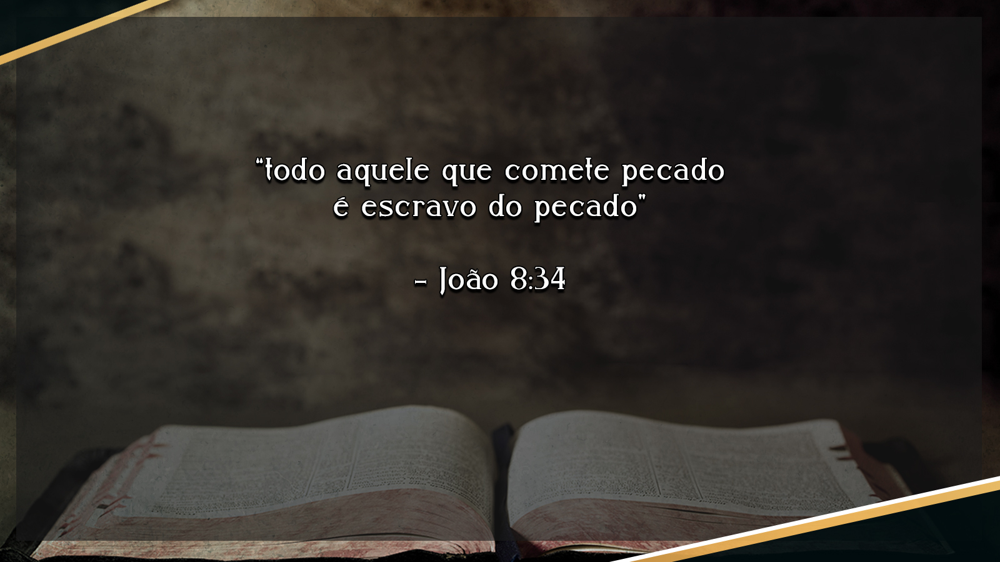 “todo aquele que comete pecado
é escravo do pecado”
- João 8:34